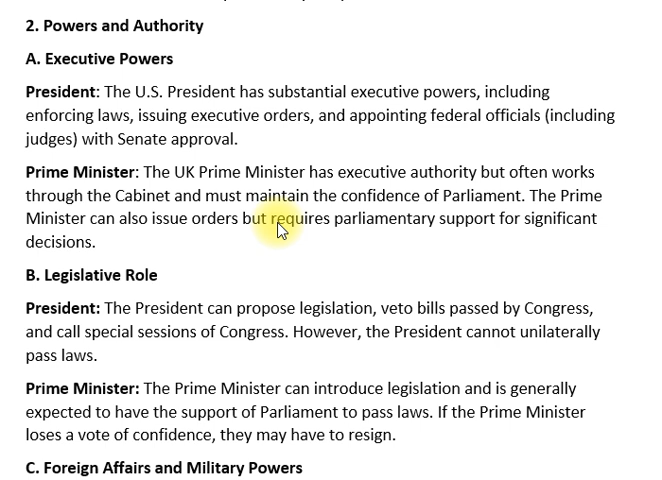 2. Powers and Authority
A. Executive Powers
President: The U.S. President has substantial executive powers, including
enforcing laws, issuing executive orders, and appointing federal officials (including
judges) with Senate approval.
Prime Minister: The UK Prime Minister has executive authority but often works
through the Cabinet and must maintain the confidence of Parliament. The Prime
Minister can also issue orders but requires parliamentary support for significant
decisions.
B. Legislative Role
President: The President can propose legislation, veto bills passed by Congress,
and call special sessions of Congress. However, the President cannot unilaterally
pass laws.
Prime Minister: The Prime Minister can introduce legislation and is generally
expected to have the support of Parliament to pass laws. If the Prime Minister
loses a vote of confidence, they may have to resign.
C. Foreign Affairs and Military Powers